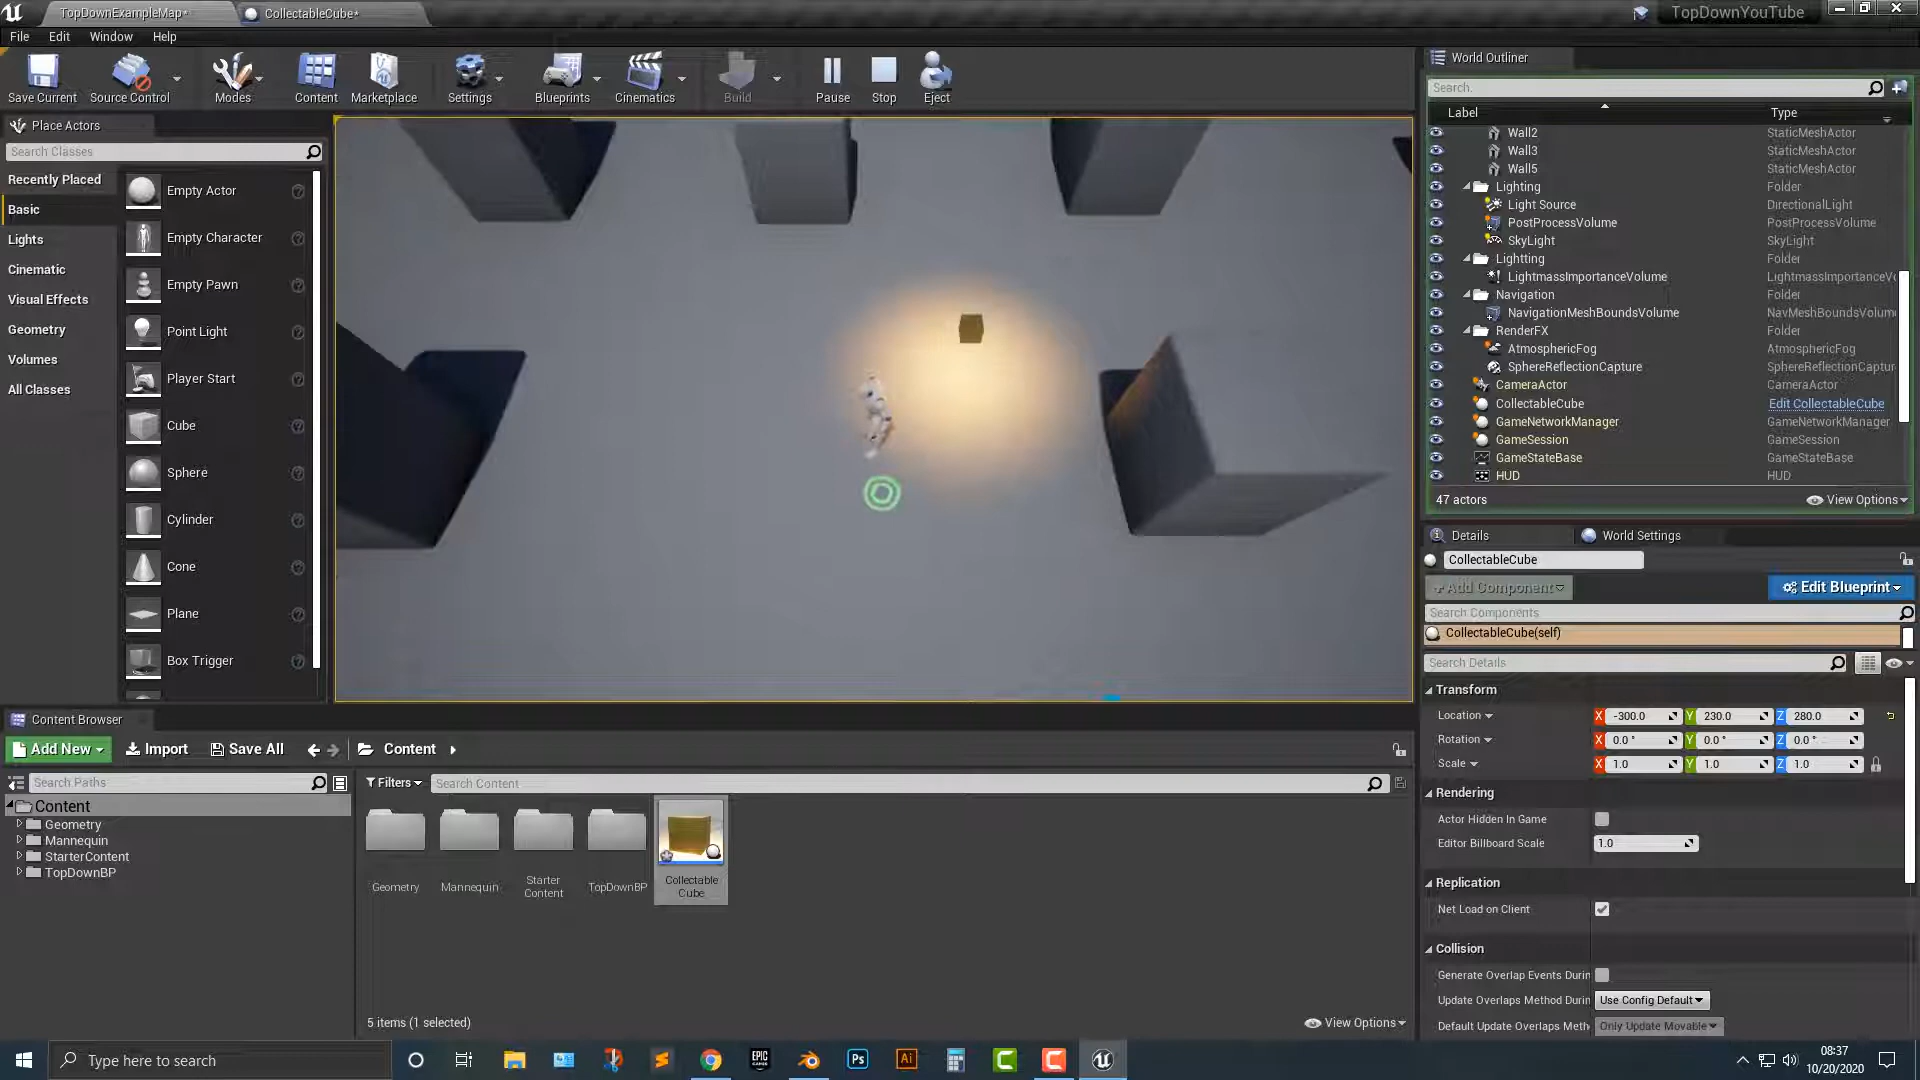 TopDownExampleMap*
CollectableCube*
TopDownYouTube
File
Edit
Window
Help
Save Current
Source Control
Modes
Content
Marketplace
Settings
Blueprints
Cinematics
Build
Pause
Stop
Eject
Place Actors
Search Classes
Recently Placed
Basic
Lights
Cinematic
Visual Effects
Geometry
Volumes
All Classes
Empty Actor
Empty Character
Empty Pawn
Point Light
Player Start
Cube
Sphere
Cylinder
Cone
Plane
Box Trigger
World Outliner
Search.
Label Type
Wall2 StaticMeshActor
Wall3 StaticMeshActor
Wall5 StaticMeshActor
Lighting Folder
Light Source DirectionalLight
PostProcessVolume PostProcessVolume
SkyLight SkyLight
Lightting Folder
LightmassImportanceVolume LightmassImportanceVo
Navigation Folder
NavigationMeshBoundsVolume NavMeshBoundsVolum
RenderFX Folder
AtmosphericFog AtmosphericFog
SphereReflectionCapture SphereReflectionCaptur
CameraActor CameraActor
CollectableCube Edit CollectableCube
GameNetworkManager GameNetworkManager
GameSession GameSession
GameStateBase GameStateBase
HUD HUD
47 actors
View Options
Details
World Settings
CollectableCube
+ Add Component
Edit Blueprint
Search Components
CollectableCube(self)
Search Details
Transform
Location X -300.0 Y 230.0 Z 280.0
Rotation X 0.0 ° Y 0.0 ° Z 0.0 °
Scale X 1.0 Y 1.0 Z 1.0
Rendering
Actor Hidden In Game
Editor Billboard Scale 1.0
Replication
Net Load on Client
Collision
Generate Overlap Events Durin
Update Overlaps Method Durin Use Config Default
Default Update Overlaps Meth Only Update Movable
Content Browser
Add New
Import
Save All
Content
Search Paths
Filters
Search Content
Content
Geometry
Mannequin
StarterContent
TopDownBP
Geometry
Mannequin
Starter
Content
TopDownBP
Collectable
Cube
5 items (1 selected)
View Options
Type here to search
EPIC
GAMES
Ps
Ai
08:37
10/20/2020